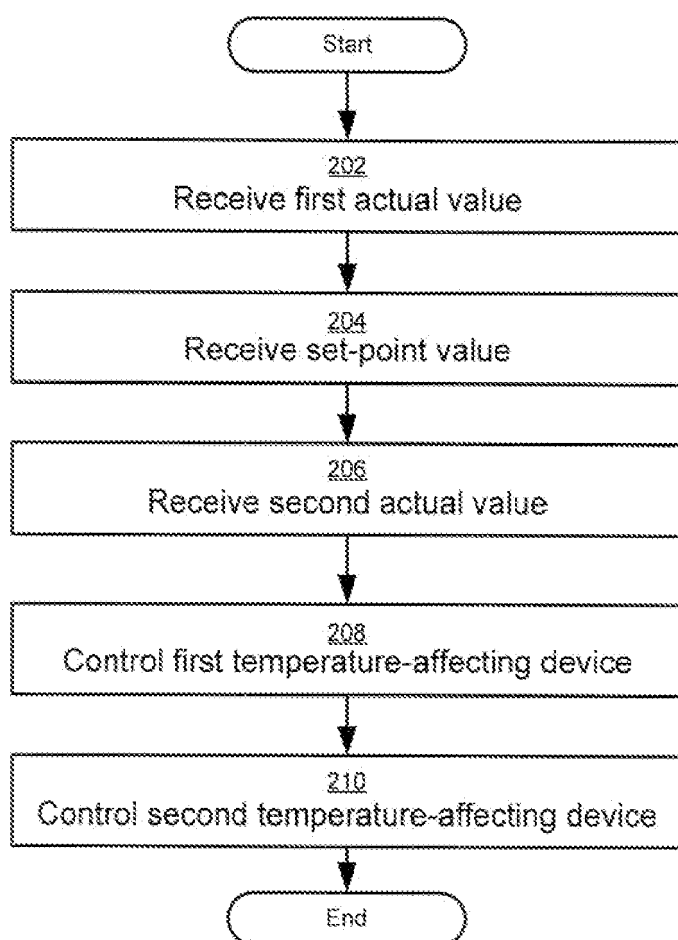 Start
202
Receive first actual value
204
Receive set-point value
206
Receive second actual value
208
Control first temperature-affecting device
210
Control second temperature-affecting device
End